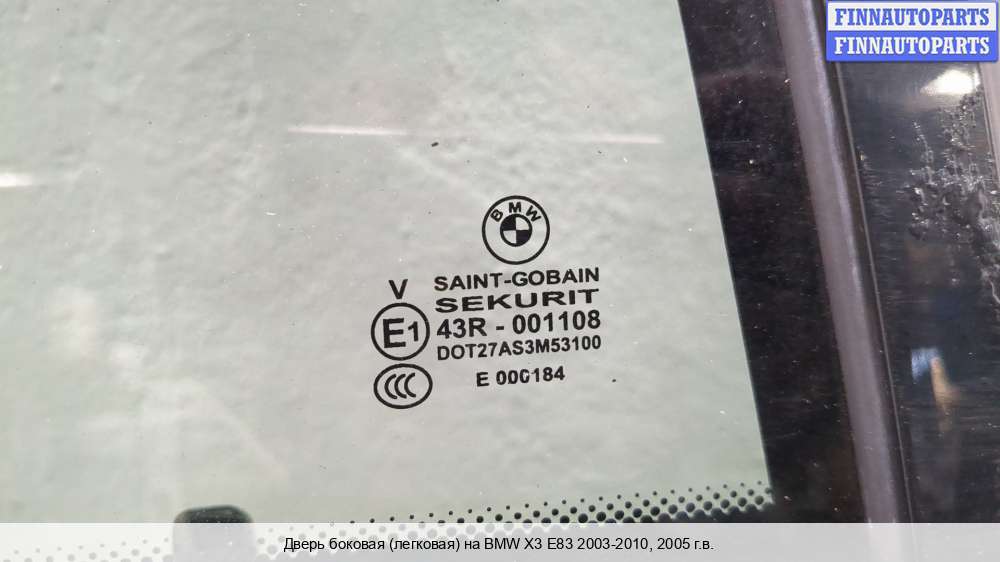 FINNAUTOPARTS
FINNAUTOPARTS
BMW
V
SAINT-GOBAIN
SEKURIT
E1
43R - 001108
DOT27AS3M53100
CCC
E 000184
Дверь боковая (легковая) на BMW X3 E83 2003-2010, 2005 г.в.